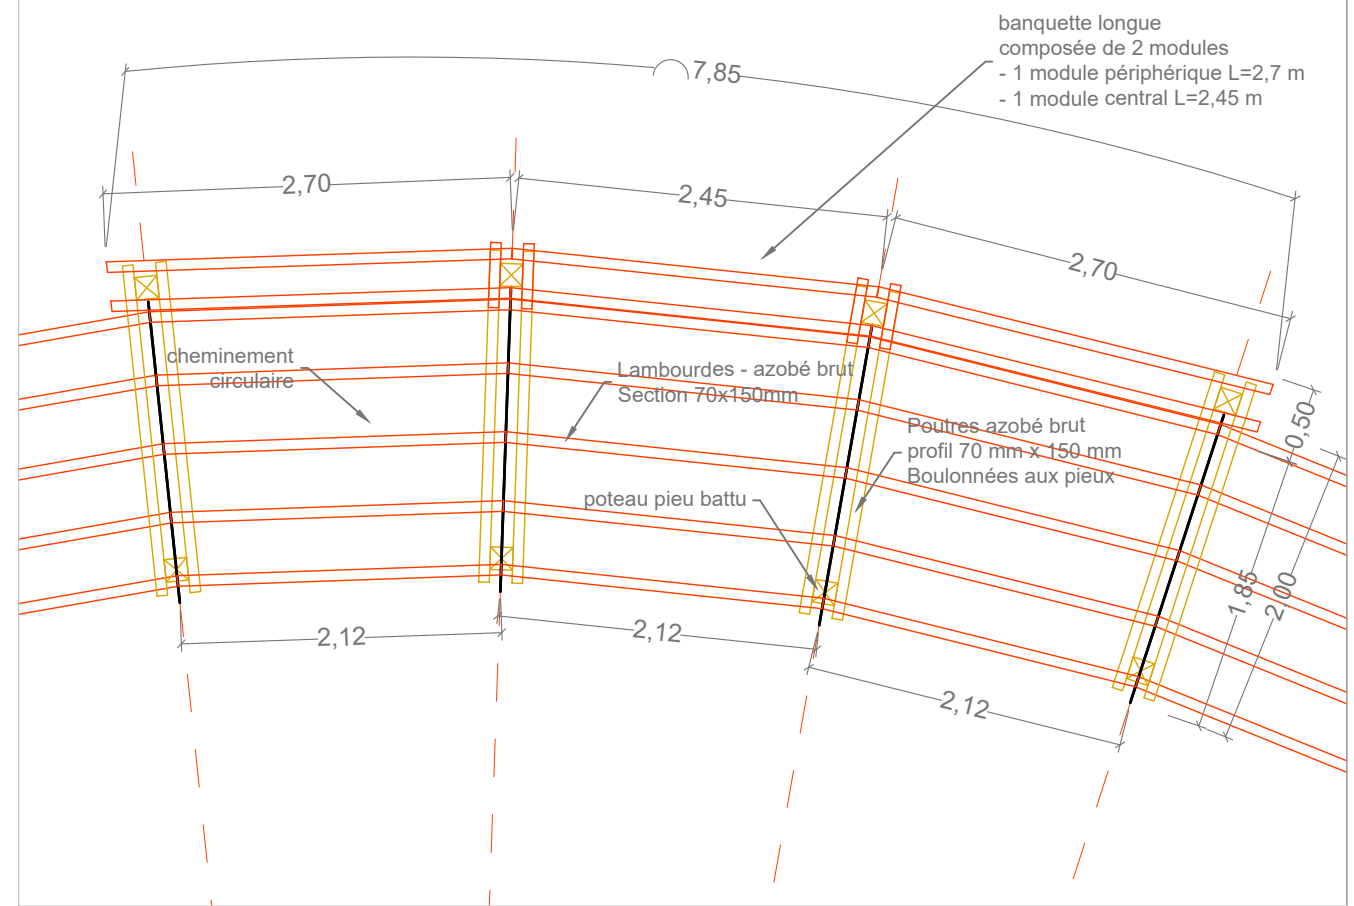 banquette longue
composée de 2 modules
- 1 module périphérique L=2,7 m
- 1 module central L=2,45 m
7,85
2,70
2,45
2,70
cheminement
circulaire
Lambourdes - azobé brut
Section 70x150mm
Poutres azobé brut
profil 70 mm x 150 mm
Boulonnées aux pieux
poteau pieu battu
0,50
1,85
2,00
2,12
2,12
2,12